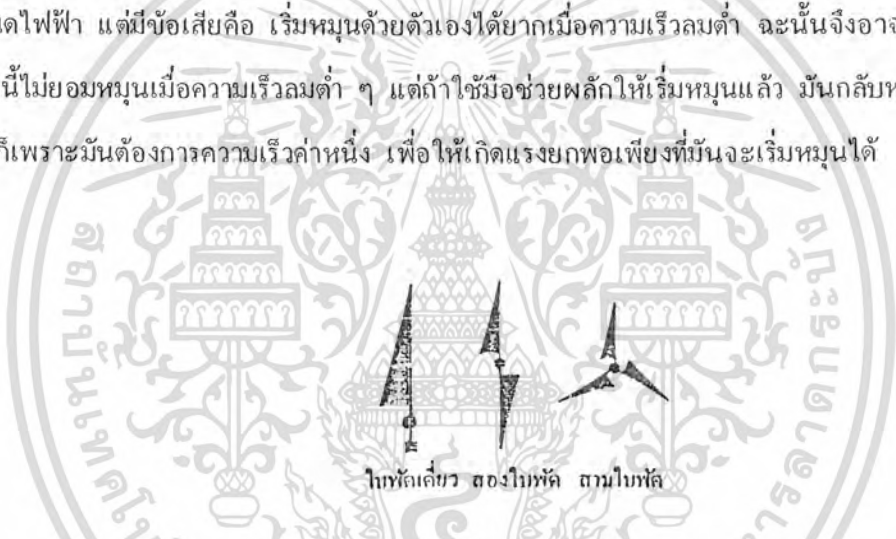 นดไฟฟ้า แต่มีข้อเสียคือ เริ่มหมุนด้วยตัวเองได้ยากเมื่อความเร็วลมต่ำ ฉะนั้นจึงอาจ
นี้ไม่ยอมหมุนเมื่อความเร็วลมต่ำ ๆ แต่ถ้าใช้มือช่วยผลักให้เริ่มหมุนแล้ว มันกลับห
ก็เพราะมันต้องการความเร็วค่าหนึ่ง เพื่อให้เกิดแรงยกพอเพียงที่มันจะเริ่มหมุนได้
ใบพัดเดี่ยว สองใบพัด สามใบพัด